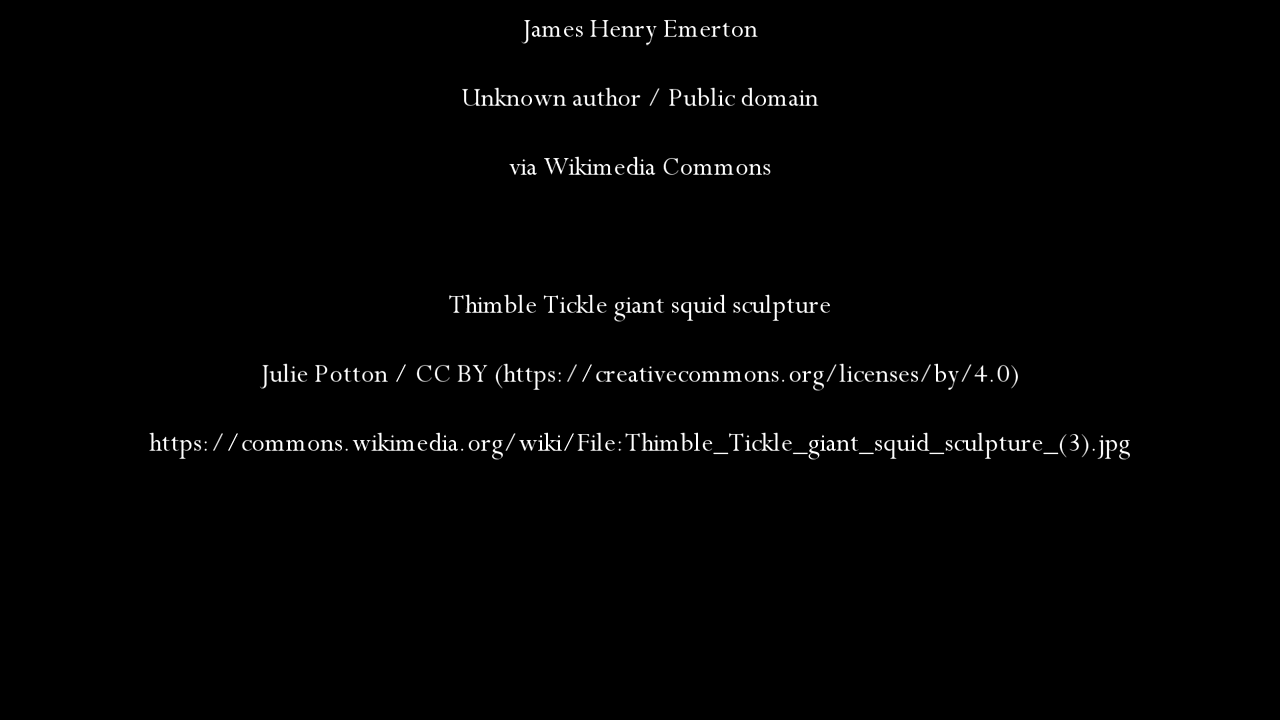 James Henry Emerton
Unknown author / Public domain
via Wikimedia Commons
Thimble Tickle giant squid sculpture
Julie Potton / CC BY (https://creativecommons.org/licenses/by/4.0)
https://commons.wikimedia.org/wiki/File:Thimble_Tickle_giant_squid_sculpture_(3).jpg